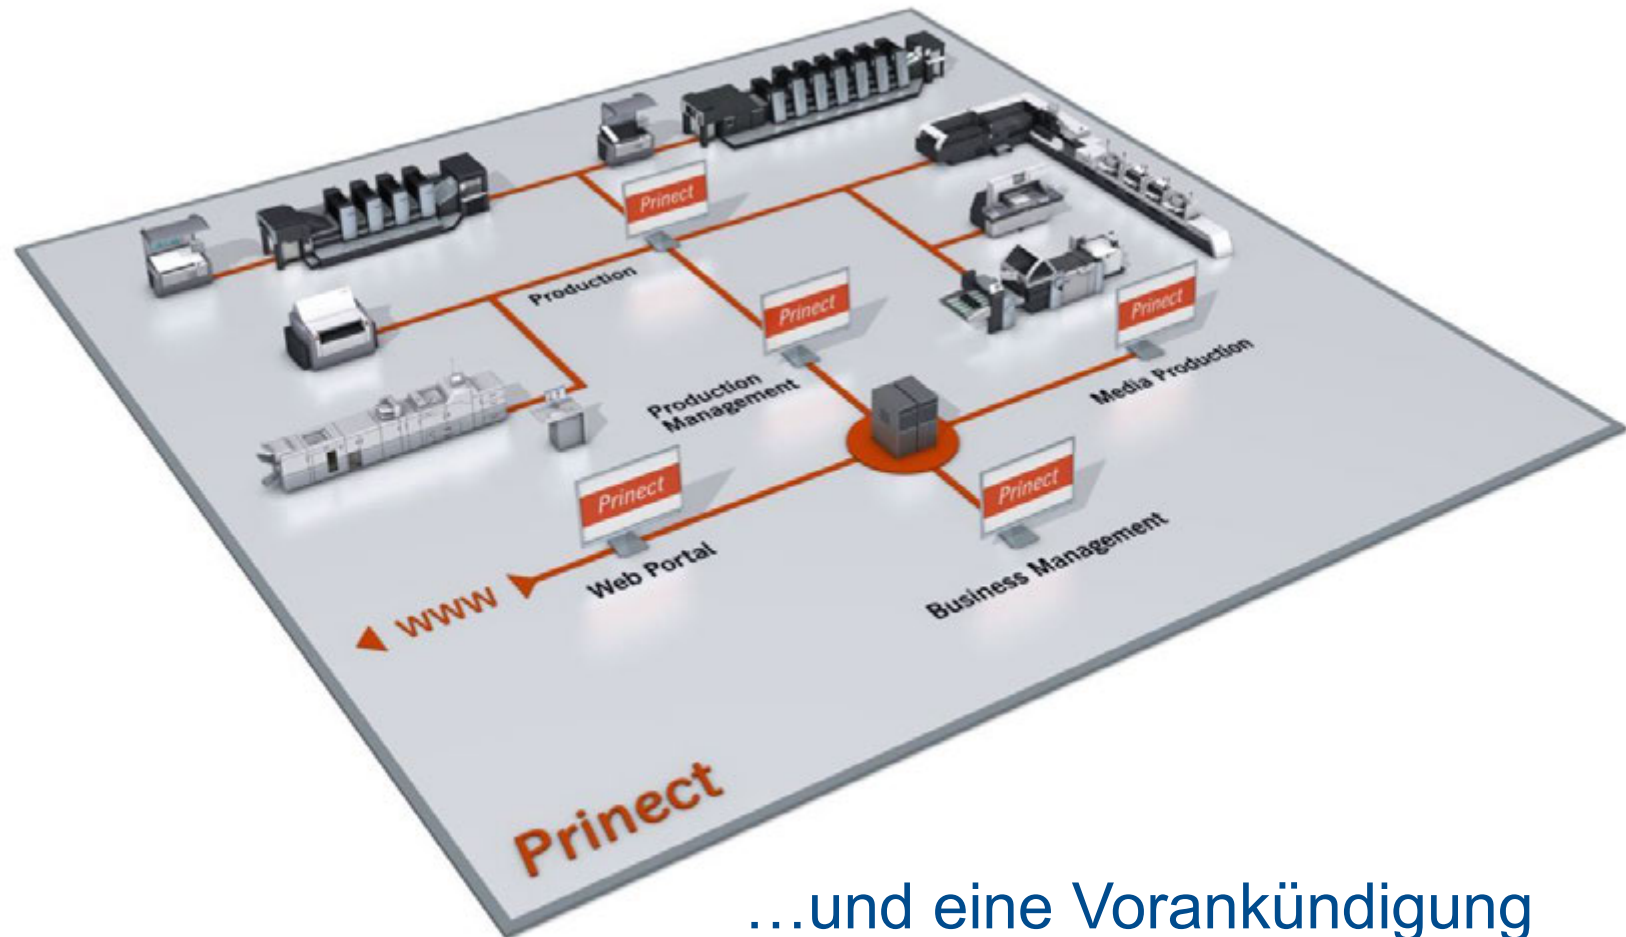 Prinect
Production
Prinect
Production
Management
Prinect
Media Production
Prinect
Web Portal
Prinect
Business Management
www
Prinect
…und eine Vorankündigung